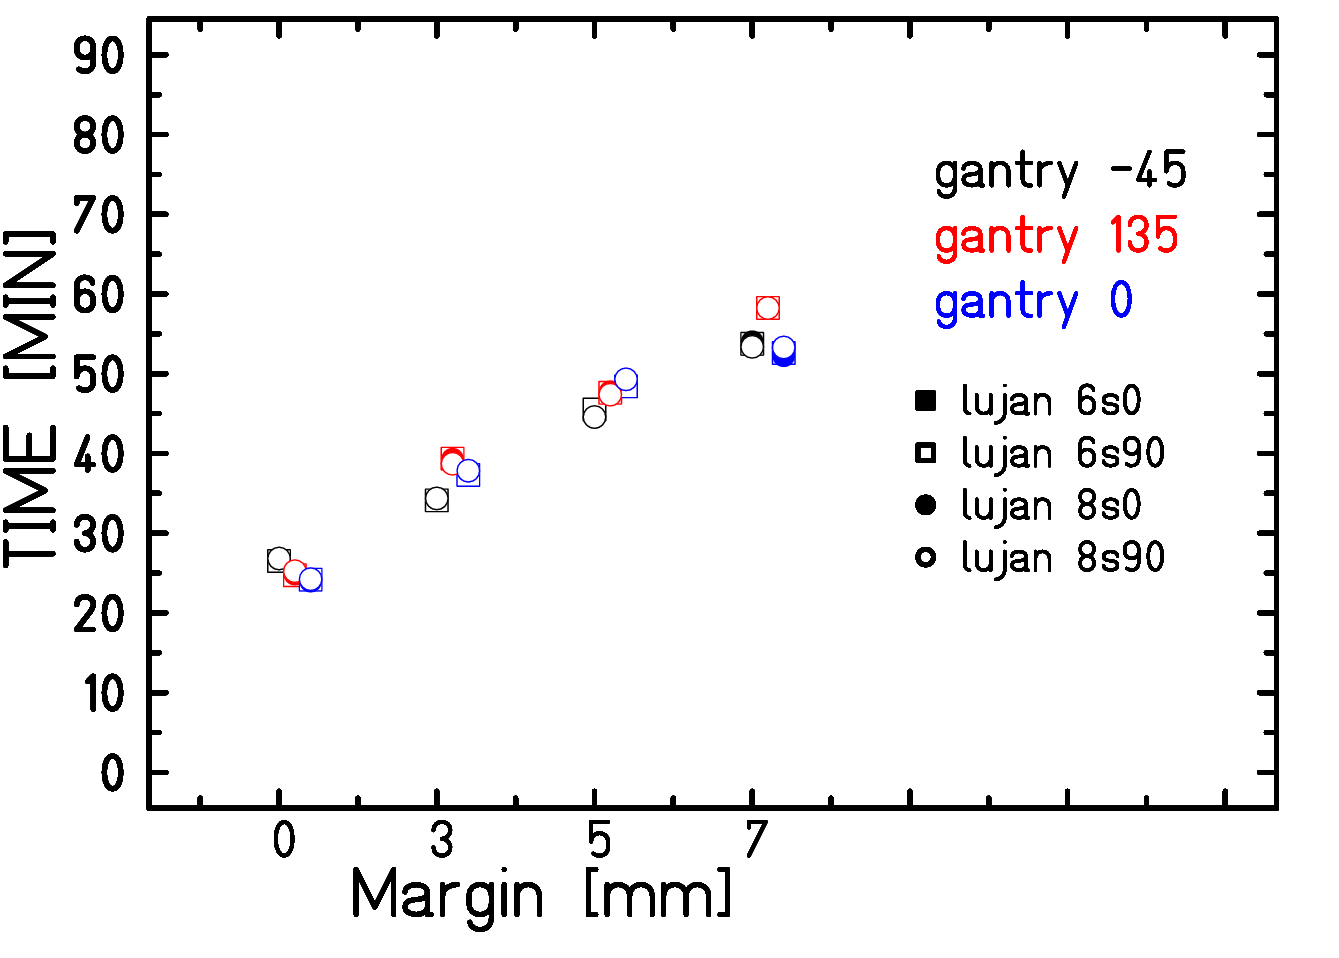 90
80
70
60
50
40
30
20
10
0
TIME [MIN]
0 3 5 7
Margin [mm]
gantry -45
gantry 135
gantry 0
lujan 6s0
lujan 6s90
lujan 8s0
lujan 8s90